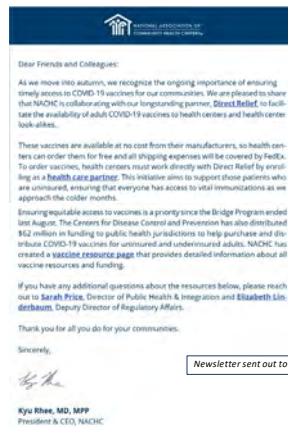 NATIONAL ASSOCIATION OF
COMMUNITY HEALTH CENTERS
Dear Friends and Colleagues:
As we move into autumn, we recognize the ongoing importance of ensuring
timely access to COVID-19 vaccines for our communities. We are pleased to share
that NACHC is collaborating with our longstanding partner, Direct Relief, to facili-
tate the availability of adult COVID-19 vaccines to health centers and health center
look-alikes.
These vaccines are available at no cost from their manufacturers, so health cen-
ters can order them for free and all shipping expenses will be covered by FedEx.
To order vaccines, health centers must work directly with Direct Relief by enroll-
ing as a health care partner. This initiative aims to support those patients who
are uninsured, ensuring that everyone has access to vital immunizations as we
approach the colder months.
Ensuring equitable access to vaccines is a priority since the Bridge Program ended
last August. The Centers for Disease Control and Prevention has also distributed
$62 million in funding to public health jurisdictions to help purchase and dis-
tribute COVID-19 vaccines for uninsured and underinsured adults. NACHC has
created a vaccine resource page that provides detailed information about all
vaccine resources and funding.
If you have any additional questions about the resources below, please reach
out to Sarah Price, Director of Public Health & Integration and Elizabeth Lin-
derbaum, Deputy Director of Regulatory Affairs.
Thank you for all you do for your communities.
Sincerely,
Newsletter sent out to
Kyu Rhee, MD, MPP
President & CEO, NACHC